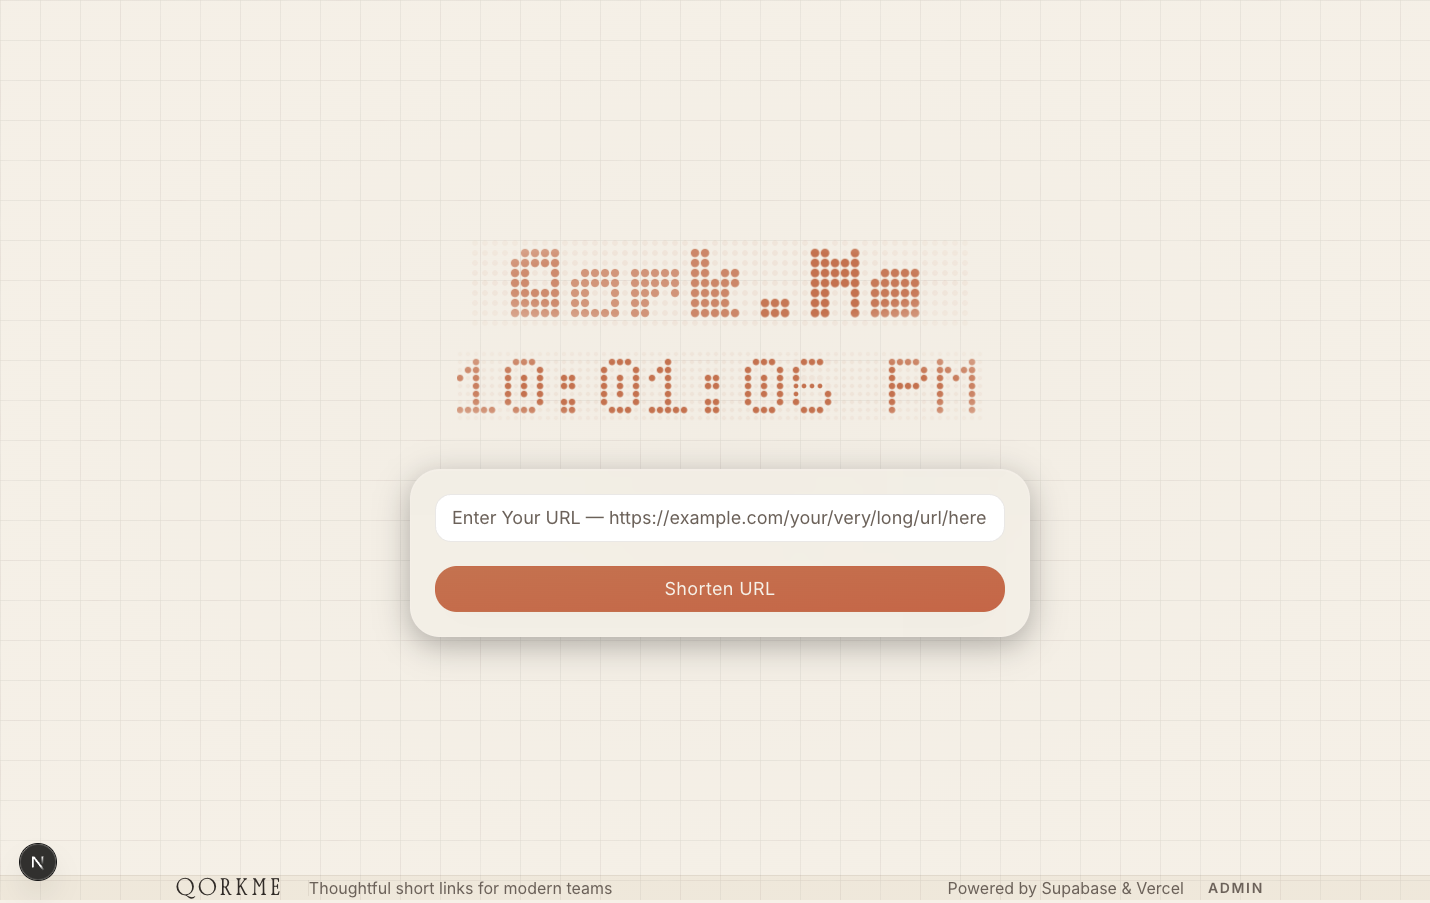 Qork.Me
10:01:06 PM
Enter Your URL — https://example.com/your/very/long/url/here
Shorten URL
N
QORKME Thoughtful short links for modern teams Powered by Supabase & Vercel ADMIN